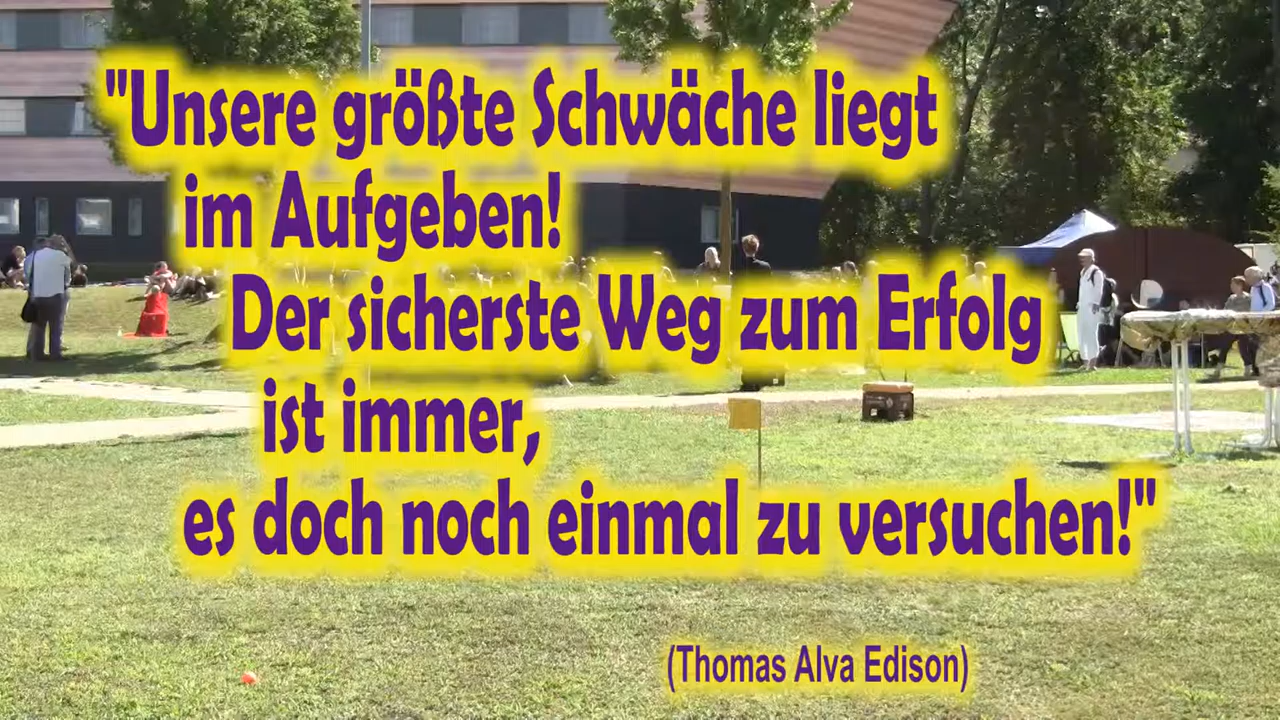 "Unsere größte Schwäche liegt
im Aufgeben!
Der sicherste Weg zum Erfolg
ist immer,
es doch noch einmal zu versuchen!"
(Thomas Alva Edison)